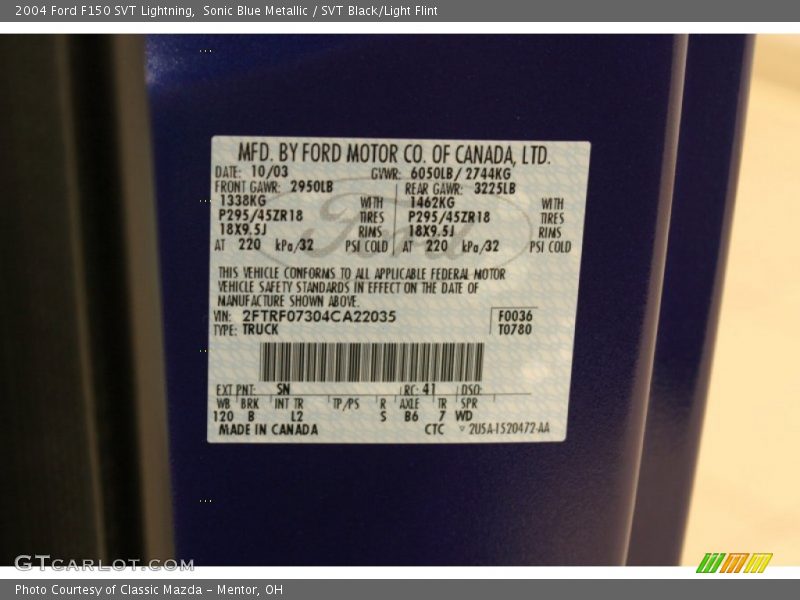 2004 Ford F150 SVT Lightning, Sonic Blue Metallic / SVT Black/Light Flint
MFD. BY FORD MOTOR CO. OF CANADA, LTD.
DATE: 10/03 GVWR: 6050LB/ 2744KG
FRONT GAWR: 2950LB REAR GAWR: 3225LB
1338KG WITH 1462KG WITH
P295/45ZR18 TIRES P295/45ZR18 TIRES
18X9.5J RIMS 18X9.5J RIMS
AT 220 kPa/32 PSI COLD AT 220 kPa/32 PSI COLD
Ford
THIS VEHICLE CONFORMS TO ALL APPLICABLE FEDERAL MOTOR
VEHICLE SAFETY STANDARDS IN EFFECT ON THE DATE OF
MANUFACTURE SHOWN ABOVE.
VIN: 2FTRF07304CA22035 F0036
TYPE: TRUCK T0780
EXT PNT: SN RC: 41 DSO:
WB BRK INT TR TP/PS R AXLE TR SPR
120 B L2 S B6 7 WD
MADE IN CANADA CTC 2U5A-1520472-AA
GTCARLOT.COM
Photo Courtesy of Classic Mazda - Mentor, OH